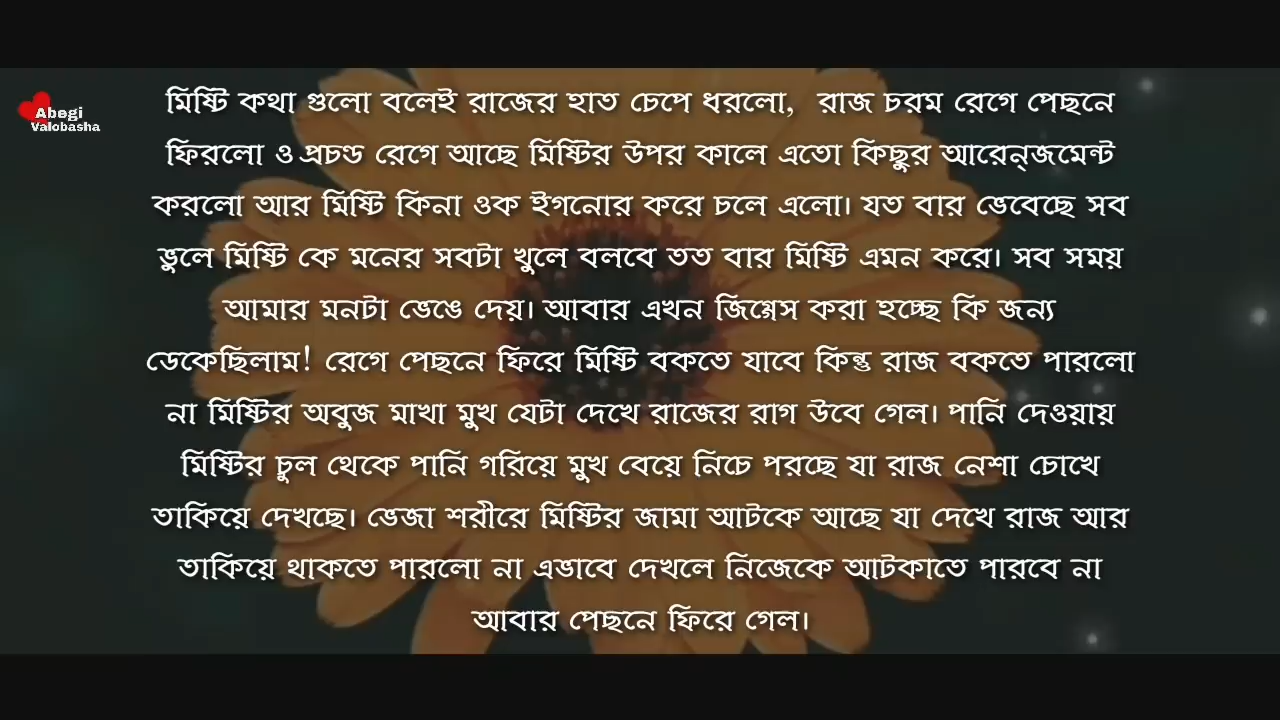 Abegi
Valobasha
মিষ্টি কথা গুলো বলেই রাজের হাত চেপে ধরলো, রাজ চরম রেগে পেছনে
ফিরলো ও প্রচন্ড রেগে আছে মিষ্টির উপর কালে এতো কিছুর আরেন্জমেন্ট
করলো আর মিষ্টি কিনা ওক ইগনোর করে চলে এলো। যত বার ভেবেছে সব
ভুলে মিষ্টি কে মনের সবটা খুলে বলবে তত বার মিষ্টি এমন করে। সব সময়
আমার মনটা ভেঙে দেয়। আবার এখন জিগ্গেস করা হচ্ছে কি জন্য
ডেকেছিলাম! রেগে পেছনে ফিরে মিষ্টি বকতে যাবে কিন্তু রাজ বকতে পারলো
না মিষ্টির অবুজ মাখা মুখ যেটা দেখে রাজের রাগ উবে গেল। পানি দেওয়ায়
মিষ্টির চুল থেকে পানি গরিয়ে মুখ বেয়ে নিচে পরছে যা রাজ নেশা চোখে
তাকিয়ে দেখছে। ভেজা শরীরে মিষ্টির জামা আটকে আছে যা দেখে রাজ আর
তাকিয়ে থাকতে পারলো না এভাবে দেখলে নিজেকে আটকাতে পারবে না
আবার পেছনে ফিরে গেল।